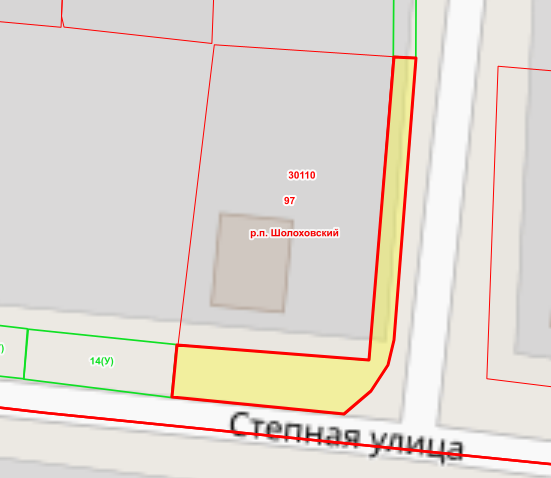 30110
97
р.п. Шолоховский
)
14(У)
Степная улица